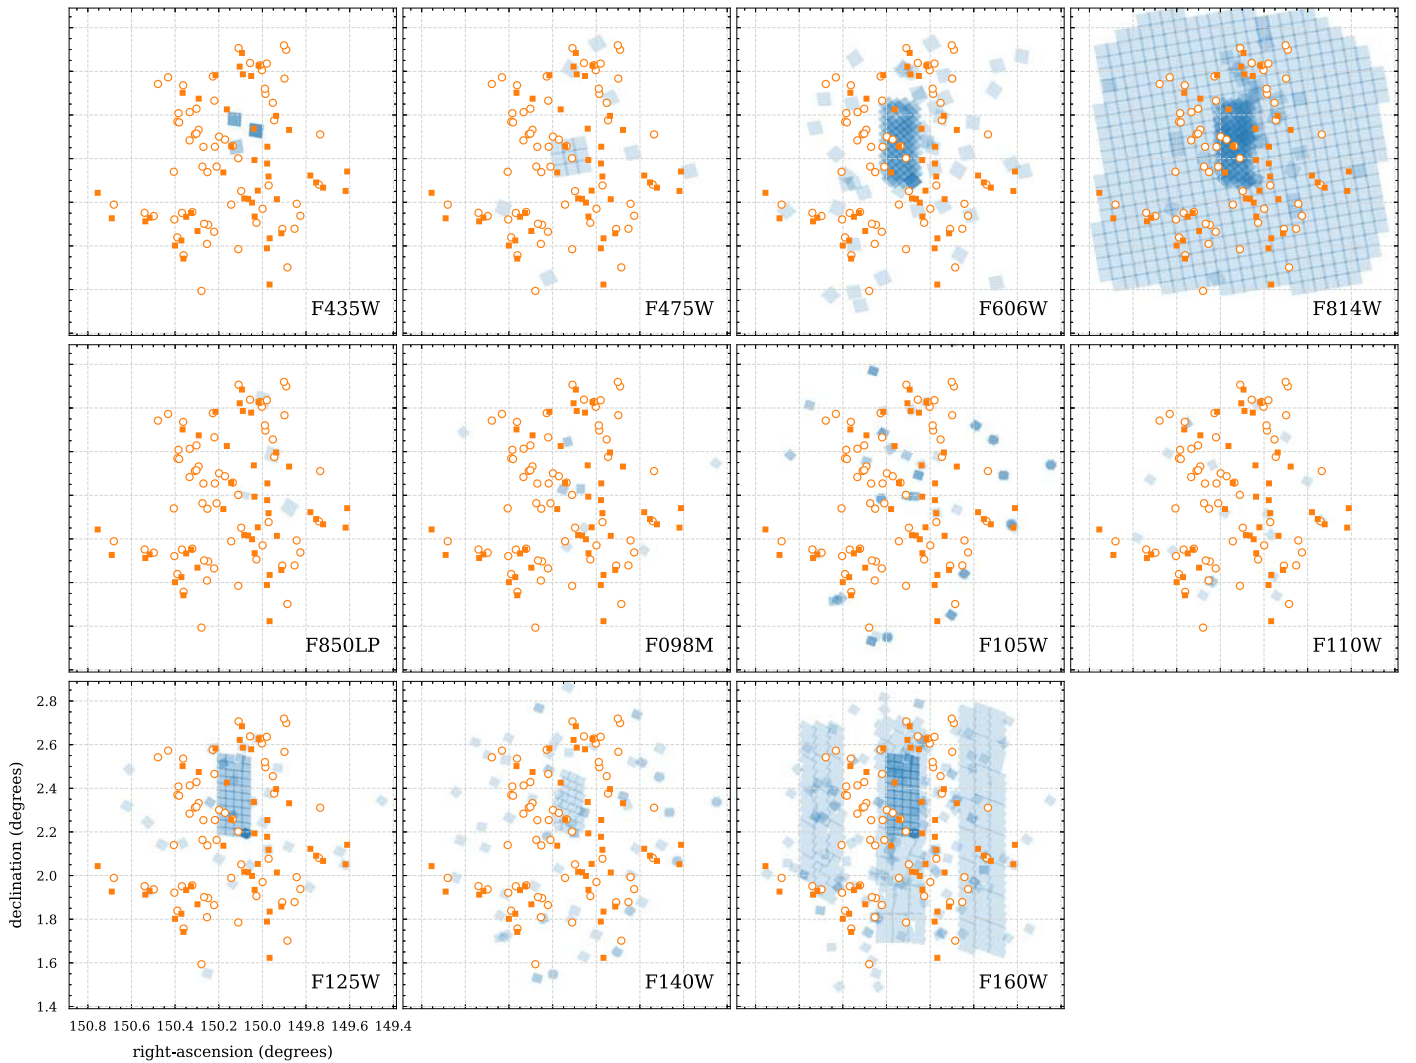 F435W
F475W
F606W
F814W
F850LP
F098M
F105W
F110W
2.8
2.6
2.4
2.2
2.0
1.8
1.6
1.4
declination (degrees)
F125W
F140W
F160W
150.8 150.6 150.4 150.2 150.0 149.8 149.6 149.4
right-ascension (degrees)